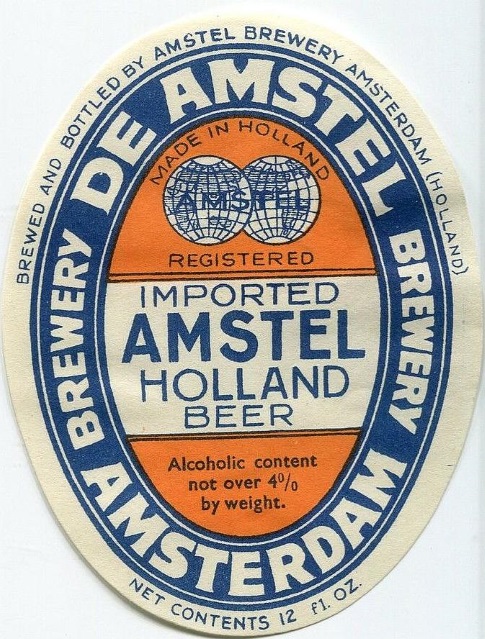 BREWED AND BOTTLED BY AMSTEL BREWERY AMSTERDAM (HOLLAND)
BREWERY DE AMSTEL BREWERY
MADE IN HOLLAND
AMSTEL
REGISTERED
IMPORTED
AMSTEL
HOLLAND
BEER
Alcoholic content
not over 4%
by weight.
AMSTERDAM
NET CONTENTS 12 fl. OZ.